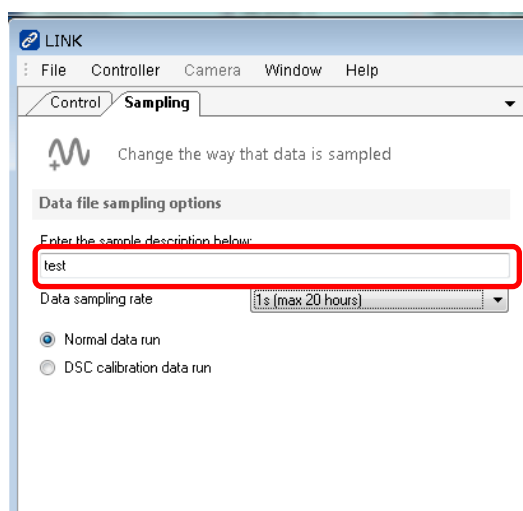 LINK
File Controller Camera Window Help
Control Sampling
Change the way that data is sampled
Data file sampling options
Enter the sample description below:
test
Data sampling rate 1s (max 20 hours)
Normal data run
DSC calibration data run